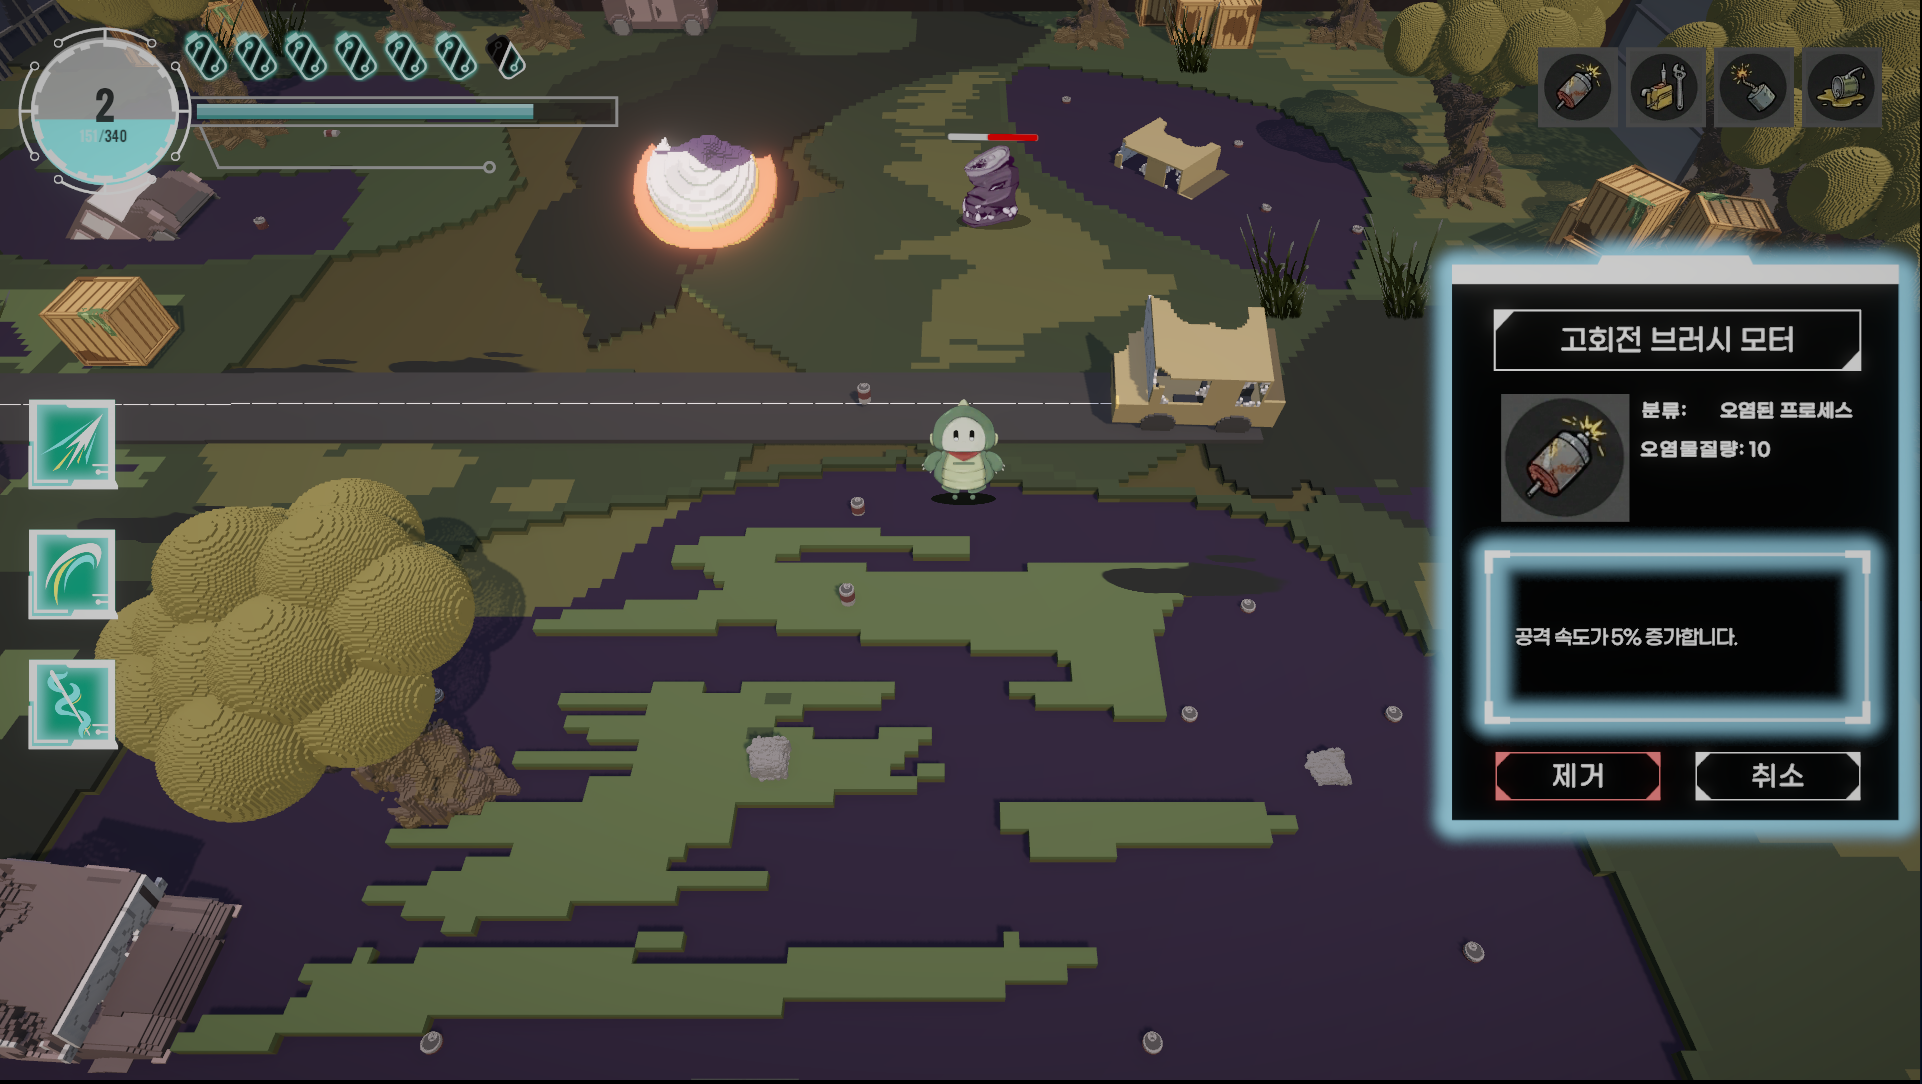 2
151/340
고회전 브러시 모터
분류: 오염된 프로세스
오염물질량: 10
공격 속도가 5% 증가합니다.
제거
취소